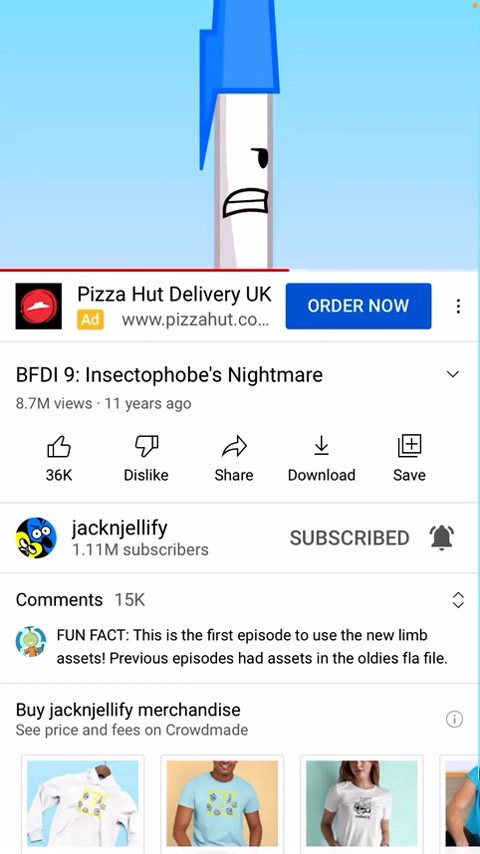 Pizza Hut Delivery UK
Ad www.pizzahut.co...
ORDER NOW
BFDI 9: Insectophobe's Nightmare
8.7M views · 11 years ago
36K Dislike Share Download Save
jacknjellify
1.11M subscribers
SUBSCRIBED
Comments 15K
FUN FACT: This is the first episode to use the new limb
assets! Previous episodes had assets in the oldies fla file.
Buy jacknjellify merchandise
See price and fees on Crowdmade